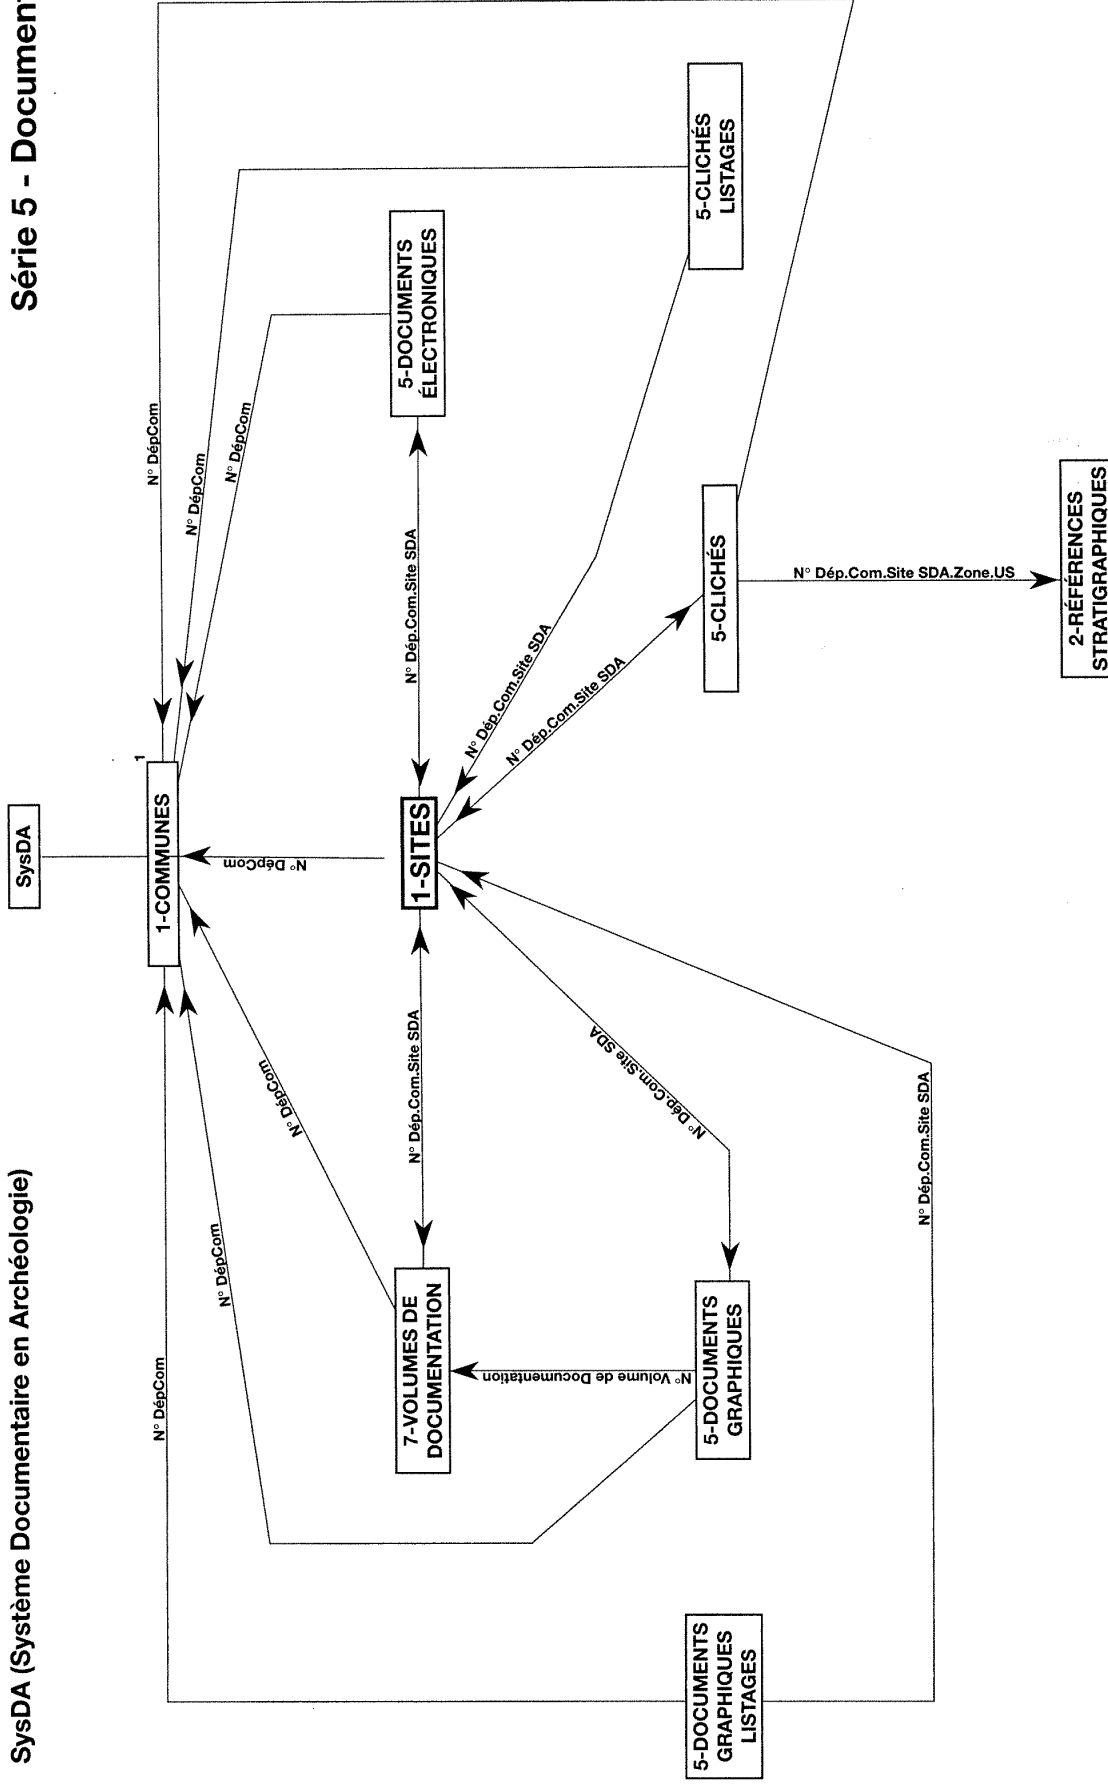 SysDA (Système Documentaire en Archéologie)
Série 5 - Document
SysDA
1-COMMUNES
1
N° DépCom
N° DépCom
N° DépCom
N° DépCom
N° DépCom
N° DépCom
N° DépCom
7-VOLUMES DE
DOCUMENTATION
N° Dép.Com.Site SDA
1-SITES
N° Dép.Com.Site SDA
5-DOCUMENTS
ÉLECTRONIQUES
N° Volume de Documentation
N° Dép.Com.Site SDA
N° Dép.Com.Site SDA
N° Dép.Com.Site SDA
5-DOCUMENTS
GRAPHIQUES
LISTAGES
5-DOCUMENTS
GRAPHIQUES
5-CLICHÉS
5-CLICHÉS
LISTAGES
N° Dép.Com.Site SDA
N° Dép.Com.Site SDA.Zone.US
2-RÉFÉRENCES
STRATIGRAPHIQUES